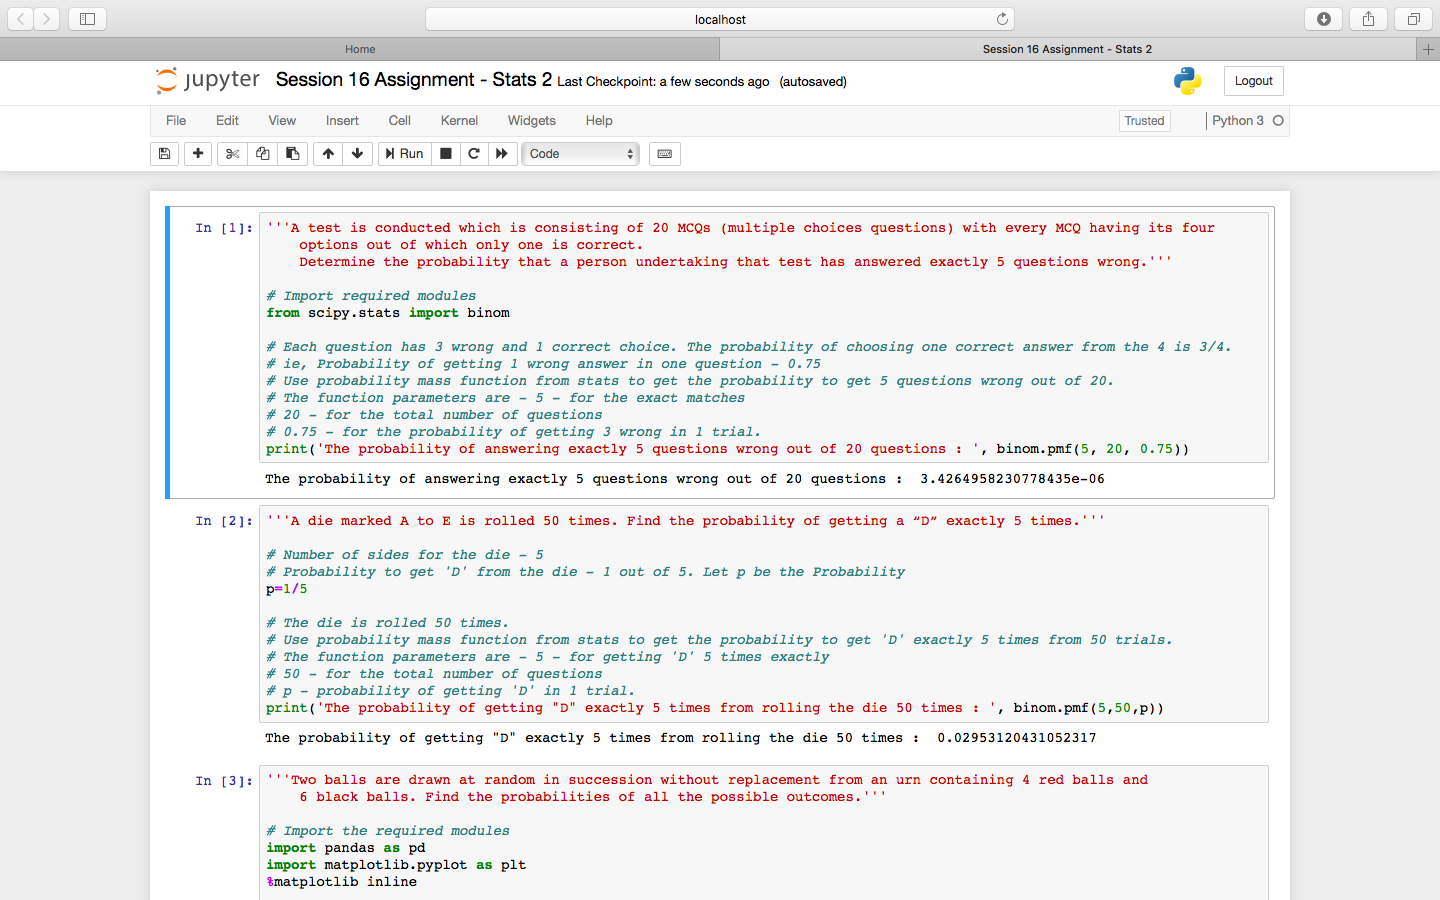 localhost
Home
Session 16 Assignment - Stats 2
jupyter Session 16 Assignment - Stats 2 Last Checkpoint: a few seconds ago (autosaved)
Logout
File Edit View Insert Cell Kernel Widgets Help
Trusted
Python 3
Run
Code
In [1]:
'''A test is conducted which is consisting of 20 MCQs (multiple choices questions) with every MCQ having its four
options out of which only one is correct.
Determine the probability that a person undertaking that test has answered exactly 5 questions wrong.'''
# Import required modules
from scipy.stats import binom
# Each question has 3 wrong and 1 correct choice. The probability of choosing one correct answer from the 4 is 3/4.
# ie, Probability of getting 1 wrong answer in one question - 0.75
# Use probability mass function from stats to get the probability to get 5 questions wrong out of 20.
# The function parameters are - 5 - for the exact matches
# 20 - for the total number of questions
# 0.75 - for the probability of getting 3 wrong in 1 trial.
print('The probability of answering exactly 5 questions wrong out of 20 questions : ', binom.pmf(5, 20, 0.75))
The probability of answering exactly 5 questions wrong out of 20 questions :  3.4264958230778435e-06
In [2]:
'''A die marked A to E is rolled 50 times. Find the probability of getting a “D” exactly 5 times.'''
# Number of sides for the die - 5
# Probability to get 'D' from the die - 1 out of 5. Let p be the Probability
p=1/5
# The die is rolled 50 times.
# Use probability mass function from stats to get the probability to get 'D' exactly 5 times from 50 trials.
# The function parameters are - 5 - for getting 'D' 5 times exactly
# 50 - for the total number of questions
# p - probability of getting 'D' in 1 trial.
print('The probability of getting "D" exactly 5 times from rolling the die 50 times : ', binom.pmf(5,50,p))
The probability of getting "D" exactly 5 times from rolling the die 50 times :  0.02953120431052317
In [3]:
'''Two balls are drawn at random in succession without replacement from an urn containing 4 red balls and
6 black balls. Find the probabilities of all the possible outcomes.'''
# Import the required modules
import pandas as pd
import matplotlib.pyplot as plt
%matplotlib inline